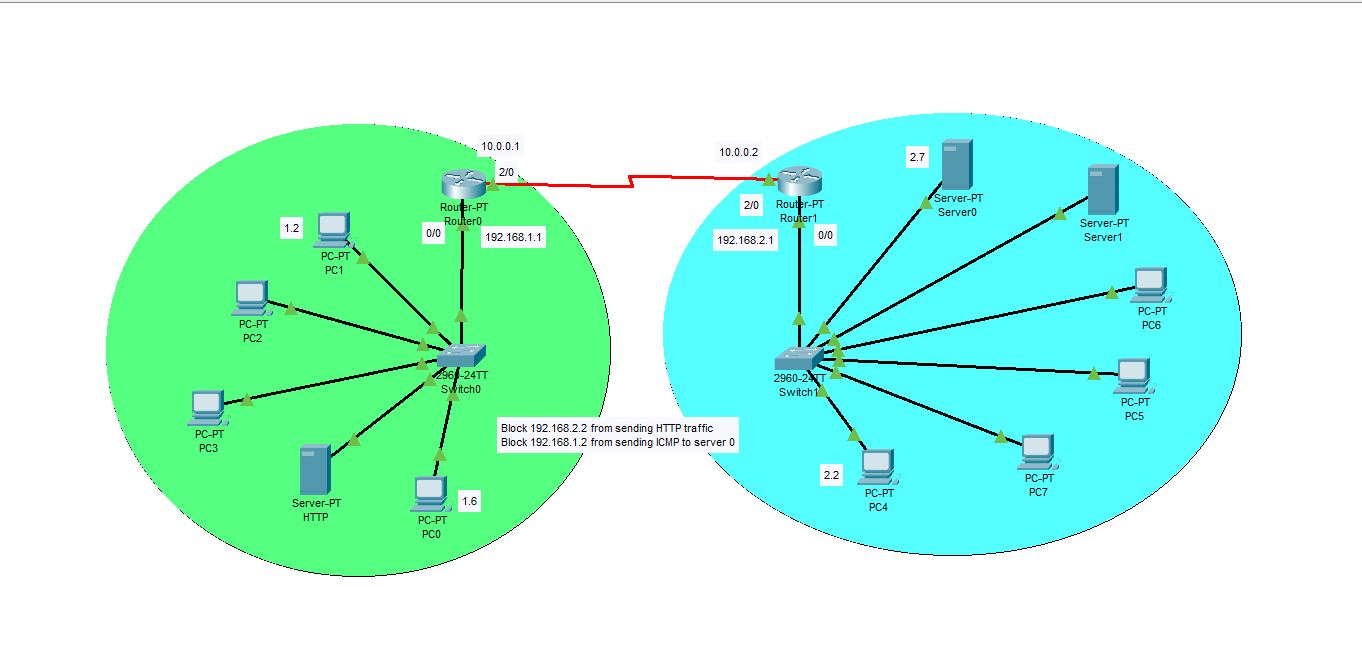 10.0.0.1
2/0
Router-PT
Router0
0/0
192.168.1.1
1.2
PC-PT
PC1
PC-PT
PC2
PC-PT
PC3
Server-PT
HTTP
1.6
PC-PT
PC0
2960-24TT
Switch0
Block 192.168.2.2 from sending HTTP traffic
Block 192.168.1.2 from sending ICMP to server 0
10.0.0.2
2/0
Router-PT
Router1
192.168.2.1
0/0
2.7
Server-PT
Server0
Server-PT
Server1
PC-PT
PC6
PC-PT
PC5
PC-PT
PC7
2.2
PC-PT
PC4
2960-24TT
Switch1